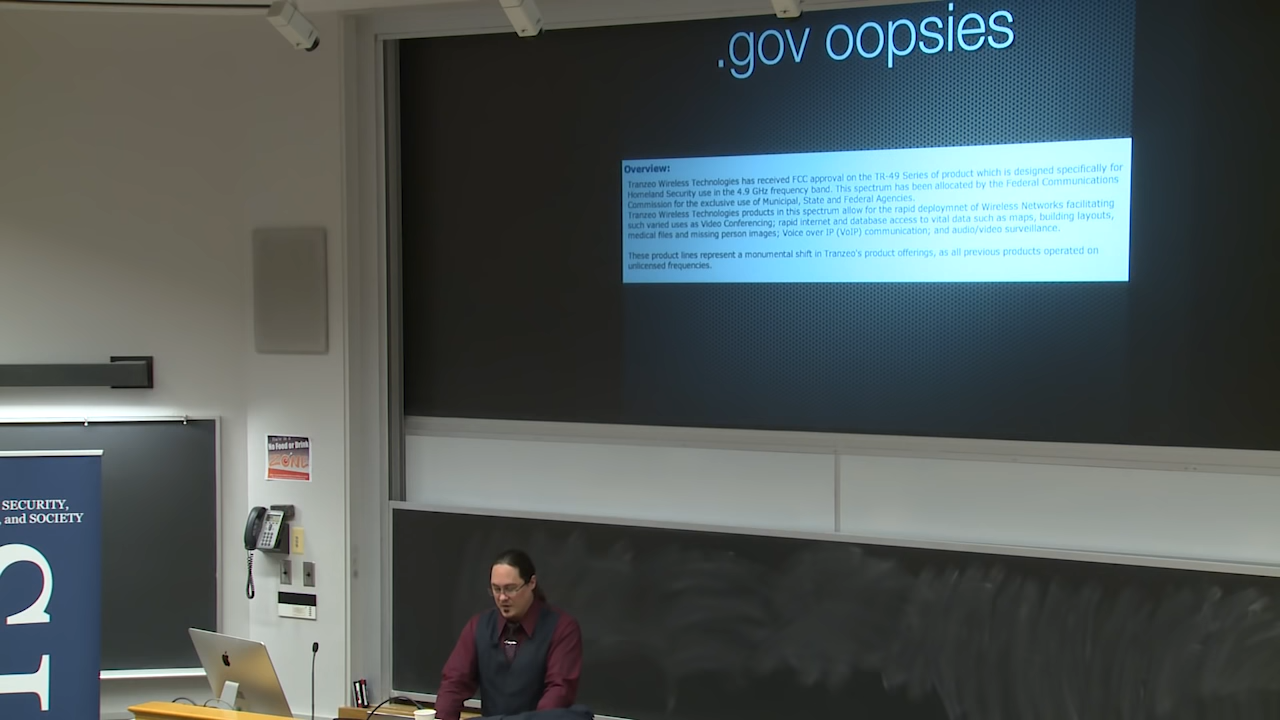 .gov oopsies
Overview:
Tranzeo Wireless Technologies has received FCC approval on the TR-49 Series of product which is designed specifically for
Homeland Security use in the 4.9 GHz frequency band. This spectrum has been allocated by the Federal Communications
Commission for the exclusive use of Municipal, State and Federal Agencies.
Tranzeo Wireless Technologies products in this spectrum allow for the rapid deploymnet of Wireless Networks facilitating
such varied uses as Video Conferencing; rapid internet and database access to vital data such as maps, building layouts,
medical files and missing person images; Voice over IP (VoIP) communication; and audio/video surveillance.
These product lines represent a monumental shift in Tranzeo's product offerings, as all previous products operated on
unlicensed frequencies.
No Food or Drink
ZONE
SECURITY,
, and SOCIETY